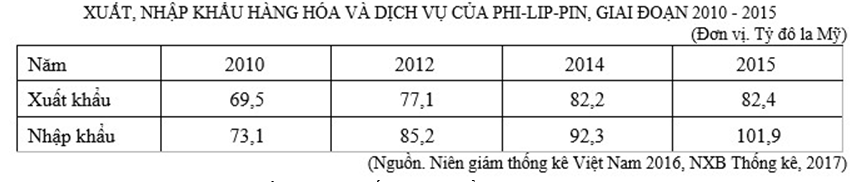 XUẤT, NHẬP KHẨU HÀNG HÓA VÀ DỊCH VỤ CỦA PHI-LIP-PIN, GIAI ĐOẠN 2010 - 2015
(Đơn vị. Tỷ đô la Mỹ)
Năm 2010 2012 2014 2015
Xuất khẩu 69,5 77,1 82,2 82,4
Nhập khẩu 73,1 85,2 92,3 101,9
(Nguồn. Niên giám thống kê Việt Nam 2016, NXB Thống kê, 2017)